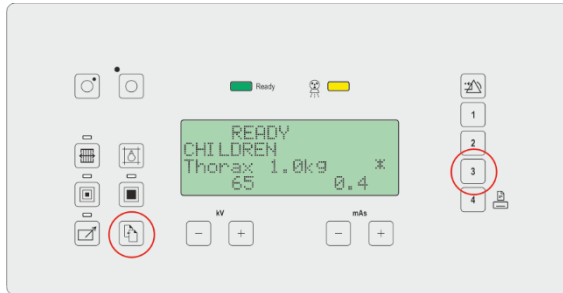 Ready
READY
CHILDREN
Thorax 1.0kg *
65 0.4
kV mAs
- + - +
1
2
3
4